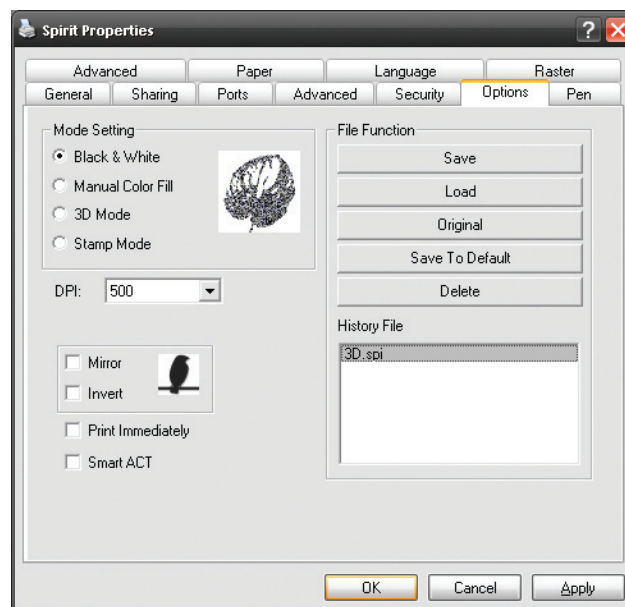 Spirit Properties
?
Advanced Paper Language Raster
General Sharing Ports Advanced Security Options Pen
Mode Setting
Black & White
Manual Color Fill
3D Mode
Stamp Mode
DPI: 500
Mirror
Invert
Print Immediately
Smart ACT
File Function
Save
Load
Original
Save To Default
Delete
History File
3D.spi
OK Cancel Apply